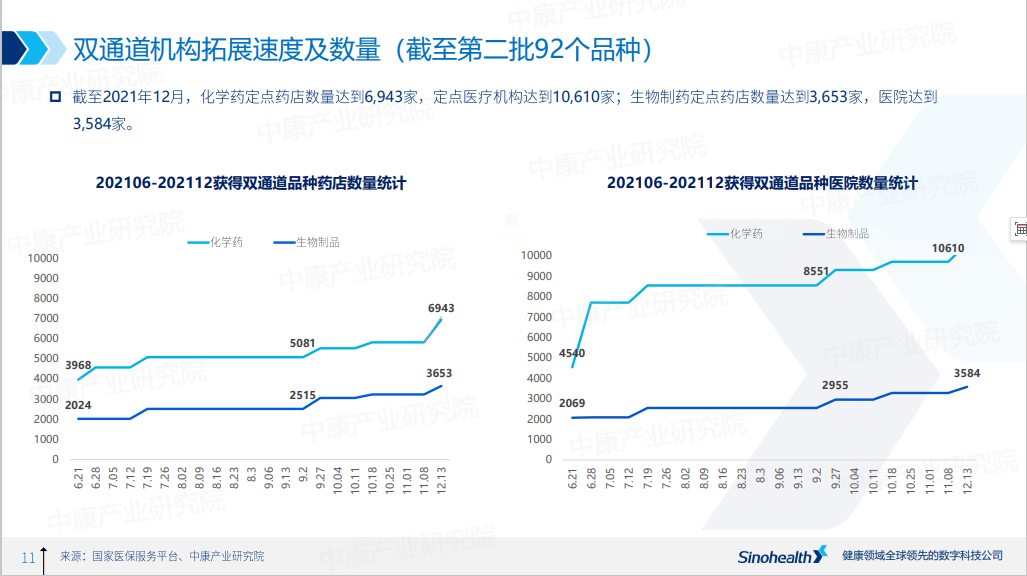 双通道机构拓展速度及数量（截至第二批92个品种）
截至2021年12月，化学药定点药店数量达到6,943家，定点医疗机构达到10,610家；生物制药定点药店数量达到3,653家，医院达到
3,584家。
202106-202112获得双通道品种药店数量统计
化学药 生物制品
10000
9000
8000
7000
6000
5000
4000
3000
2000
1000
0
3968
5081
6943
2024
2515
3653
6.21 6.28 7.05 7.12 7.19 7.26 8.02 8.09 8.16 8.23 8.3 9.06 9.13 9.2 9.27 10.04 10.11 10.18 10.25 11.01 11.08 12.13
202106-202112获得双通道品种医院数量统计
化学药 生物制品
10000
9000
8000
7000
6000
5000
4000
3000
2000
1000
0
4540
8551
10610
2069
2955
3584
6.21 6.28 7.05 7.12 7.19 7.26 8.02 8.09 8.16 8.23 8.3 9.06 9.13 9.2 9.27 10.04 10.11 10.18 10.25 11.01 11.08 12.13
11
来源：国家医保服务平台、中康产业研究院
Sinohealth
健康领域全球领先的数字科技公司
中康产业研究院